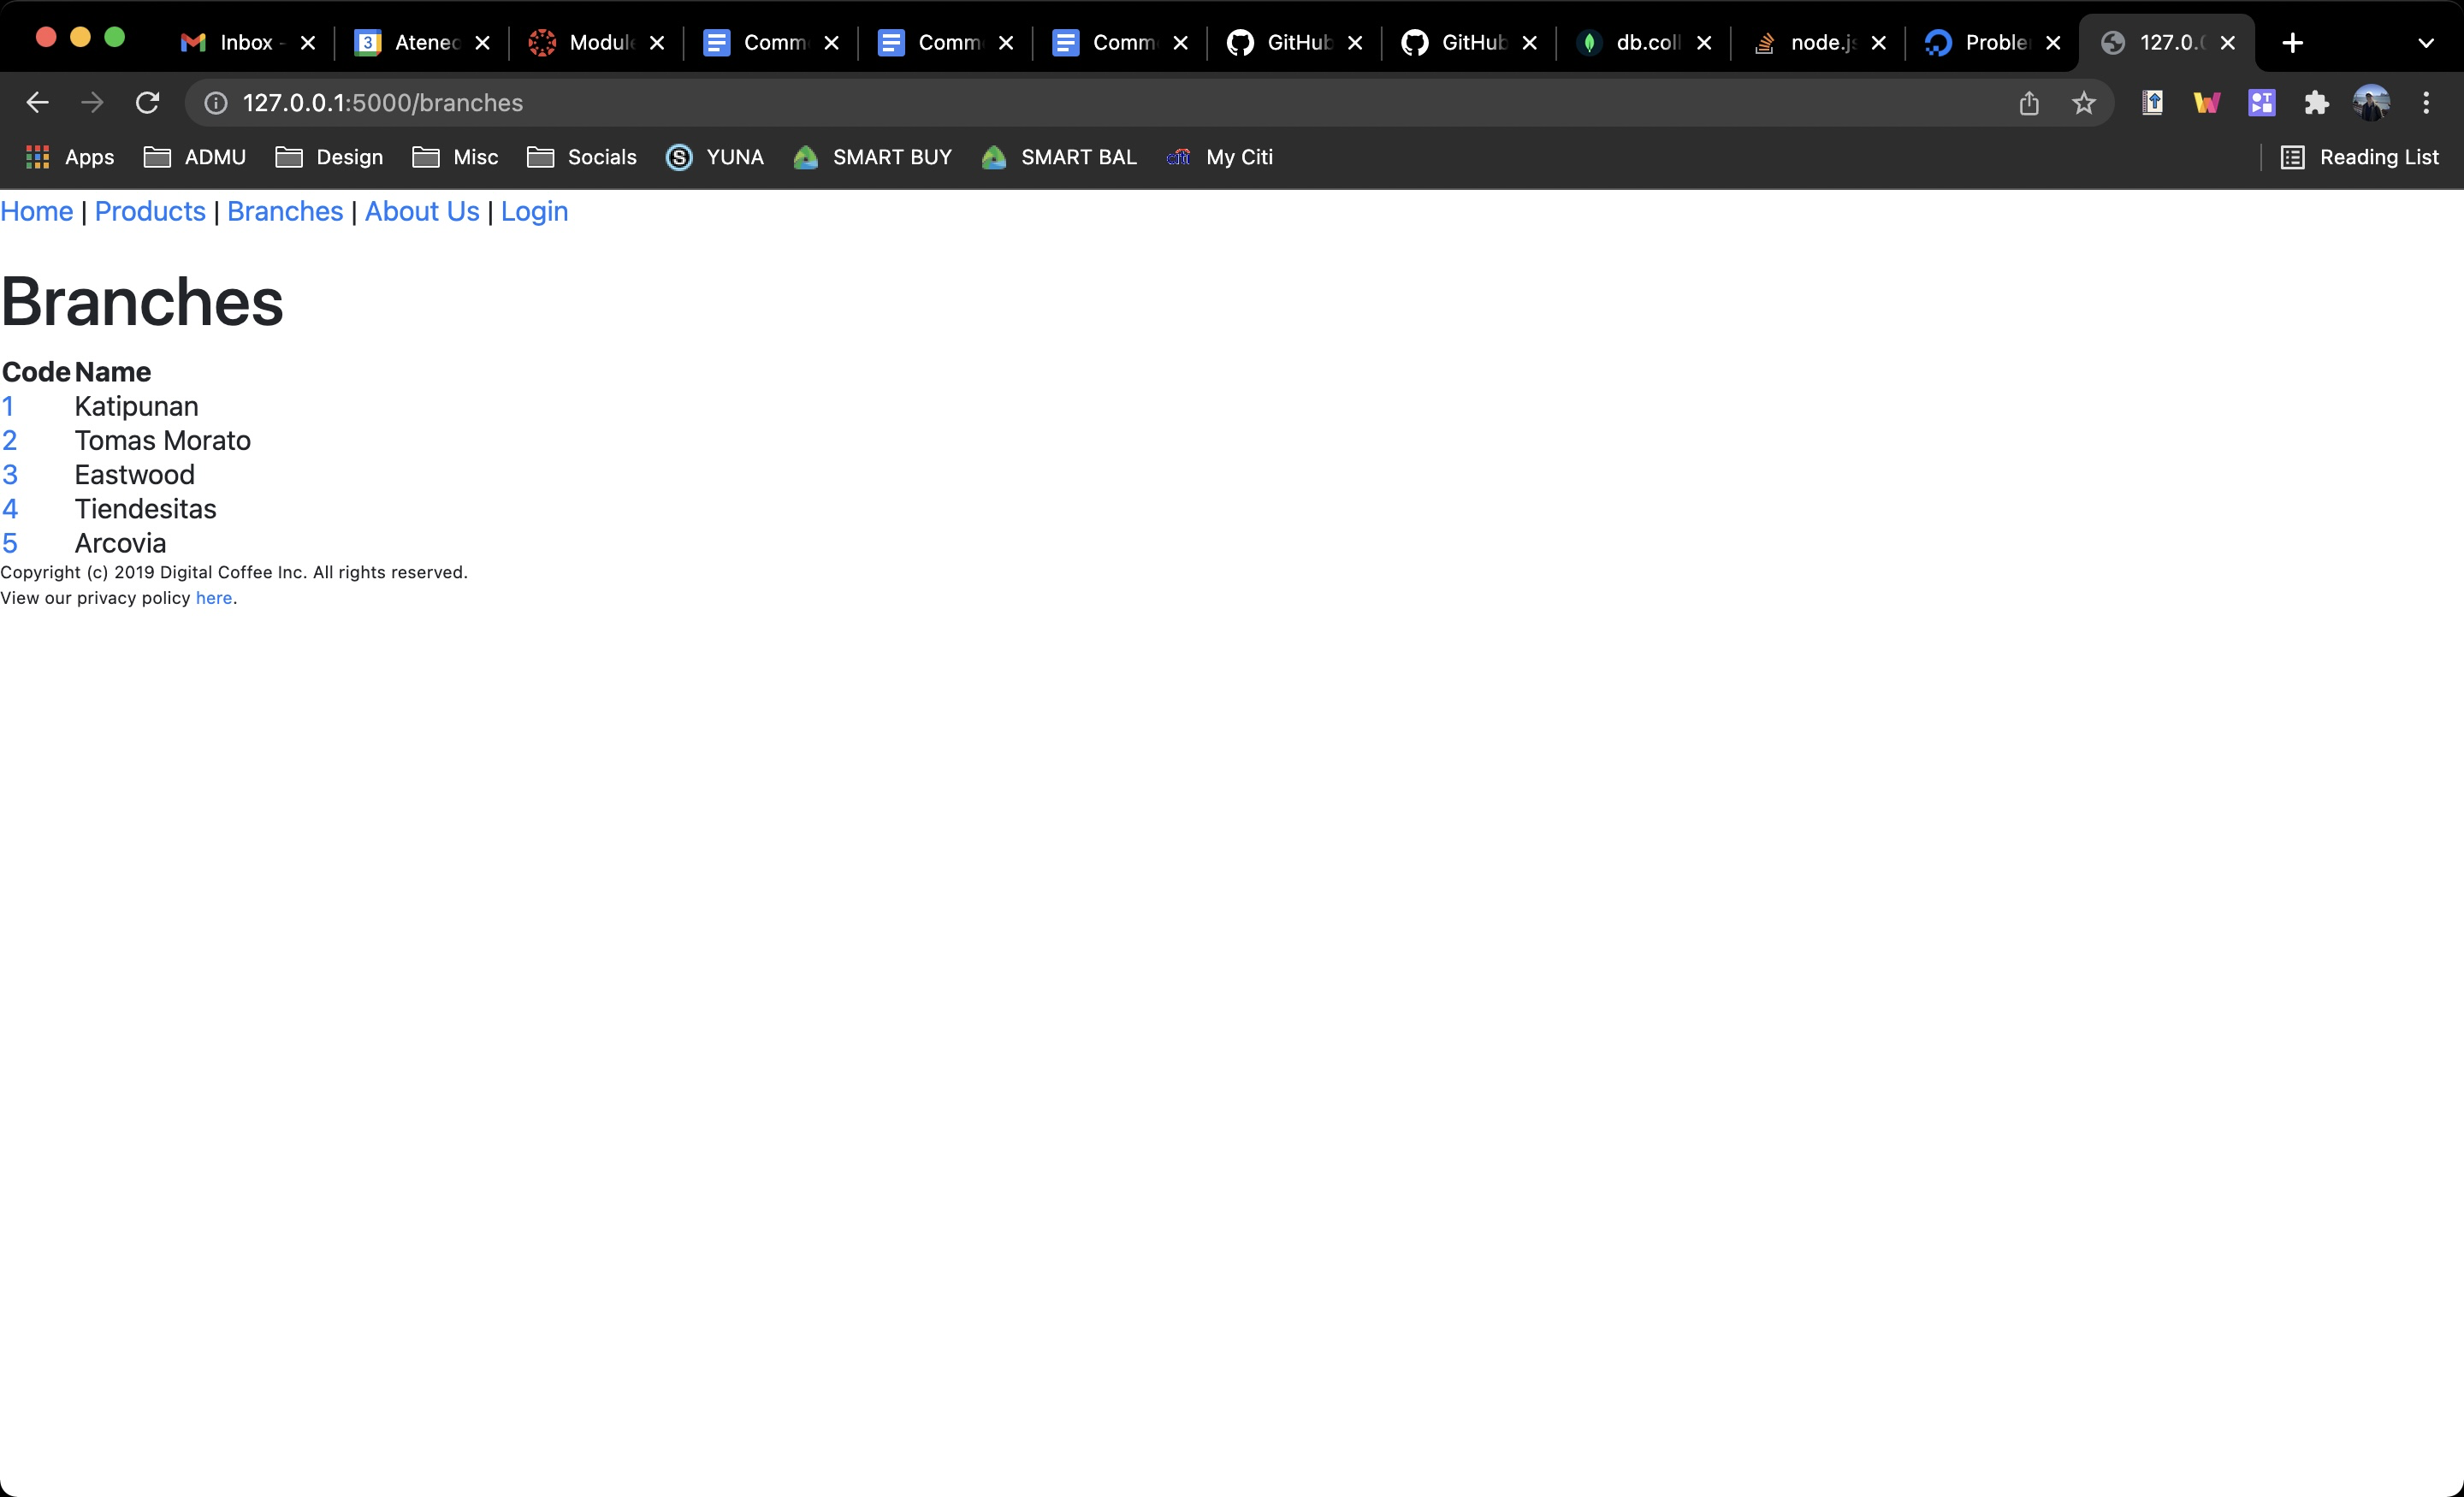 Inbox - Atenec Module Comm Comm Comm GitHub GitHub db.coll node.js Proble 127.0.0
127.0.0.1:5000/branches
Apps ADMU Design Misc Socials YUNA SMART BUY SMART BAL citi My Citi Reading List
Home | Products | Branches | About Us | Login
Branches
Code Name
1 Katipunan
2 Tomas Morato
3 Eastwood
4 Tiendesitas
5 Arcovia
Copyright (c) 2019 Digital Coffee Inc. All rights reserved.
View our privacy policy here.